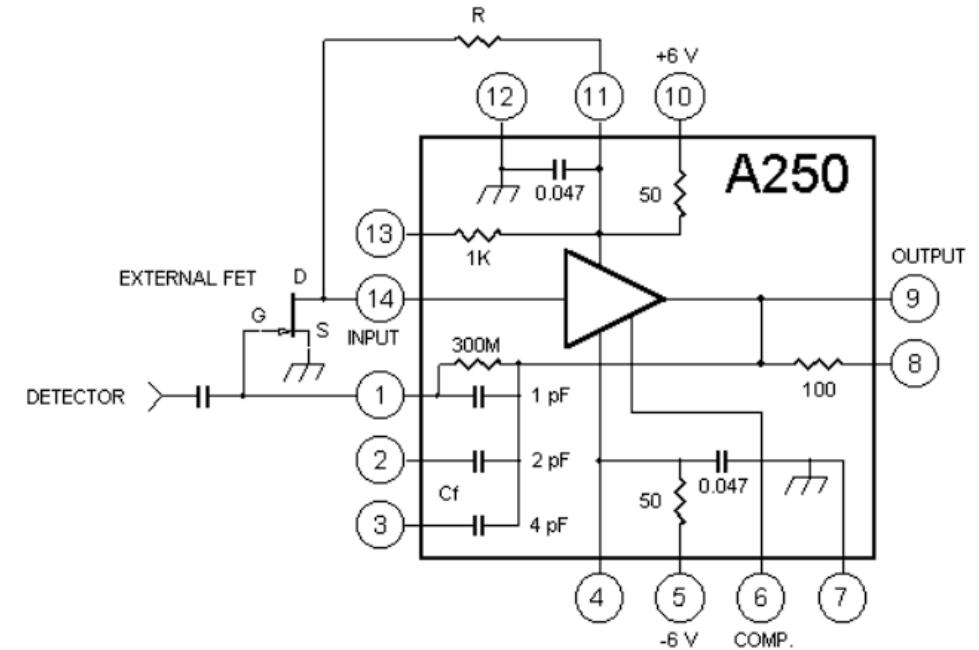 R
+6 V
12
11
10
A250
0.047
50
13
1K
OUTPUT
EXTERNAL FET
D
14
9
G
S
INPUT
300M
8
DETECTOR
1
1 pF
100
2
2 pF
Cf
50
0.047
3
4 pF
4
5
6
7
-6 V
COMP.